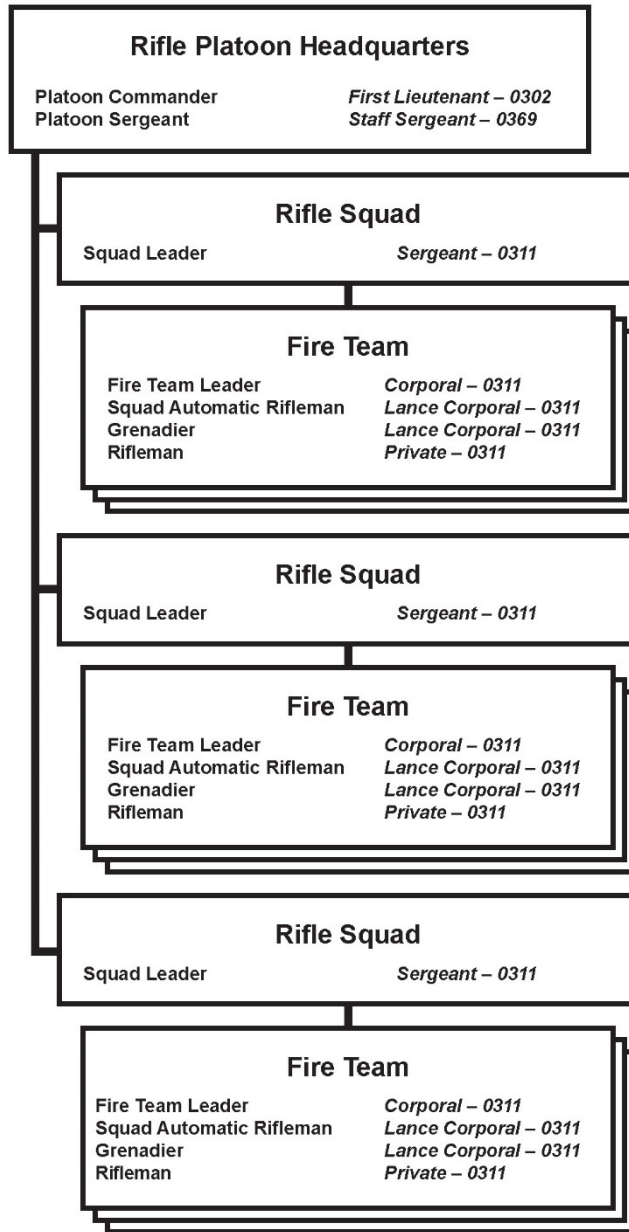 Rifle Platoon Headquarters
Platoon Commander First Lieutenant – 0302
Platoon Sergeant Staff Sergeant – 0369
Rifle Squad
Squad Leader Sergeant – 0311
Fire Team
Fire Team Leader Corporal – 0311
Squad Automatic Rifleman Lance Corporal – 0311
Grenadier Lance Corporal – 0311
Rifleman Private – 0311
Rifle Squad
Squad Leader Sergeant – 0311
Fire Team
Fire Team Leader Corporal – 0311
Squad Automatic Rifleman Lance Corporal – 0311
Grenadier Lance Corporal – 0311
Rifleman Private – 0311
Rifle Squad
Squad Leader Sergeant – 0311
Fire Team
Fire Team Leader Corporal – 0311
Squad Automatic Rifleman Lance Corporal – 0311
Grenadier Lance Corporal – 0311
Rifleman Private – 0311